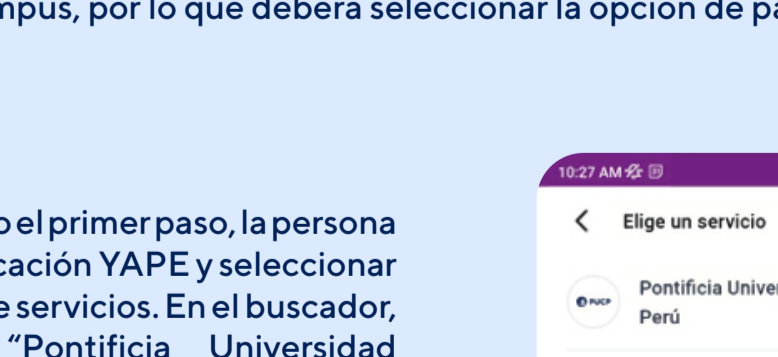 mpus, por lo que deberá seleccionar la opción de pa
o el primer paso, la persona
cación YAPE y seleccionar
e servicios. En el buscador,
"Pontificia Universidad
10:27 AM
Elige un servicio
PUCP
Pontificia Univer
Perú